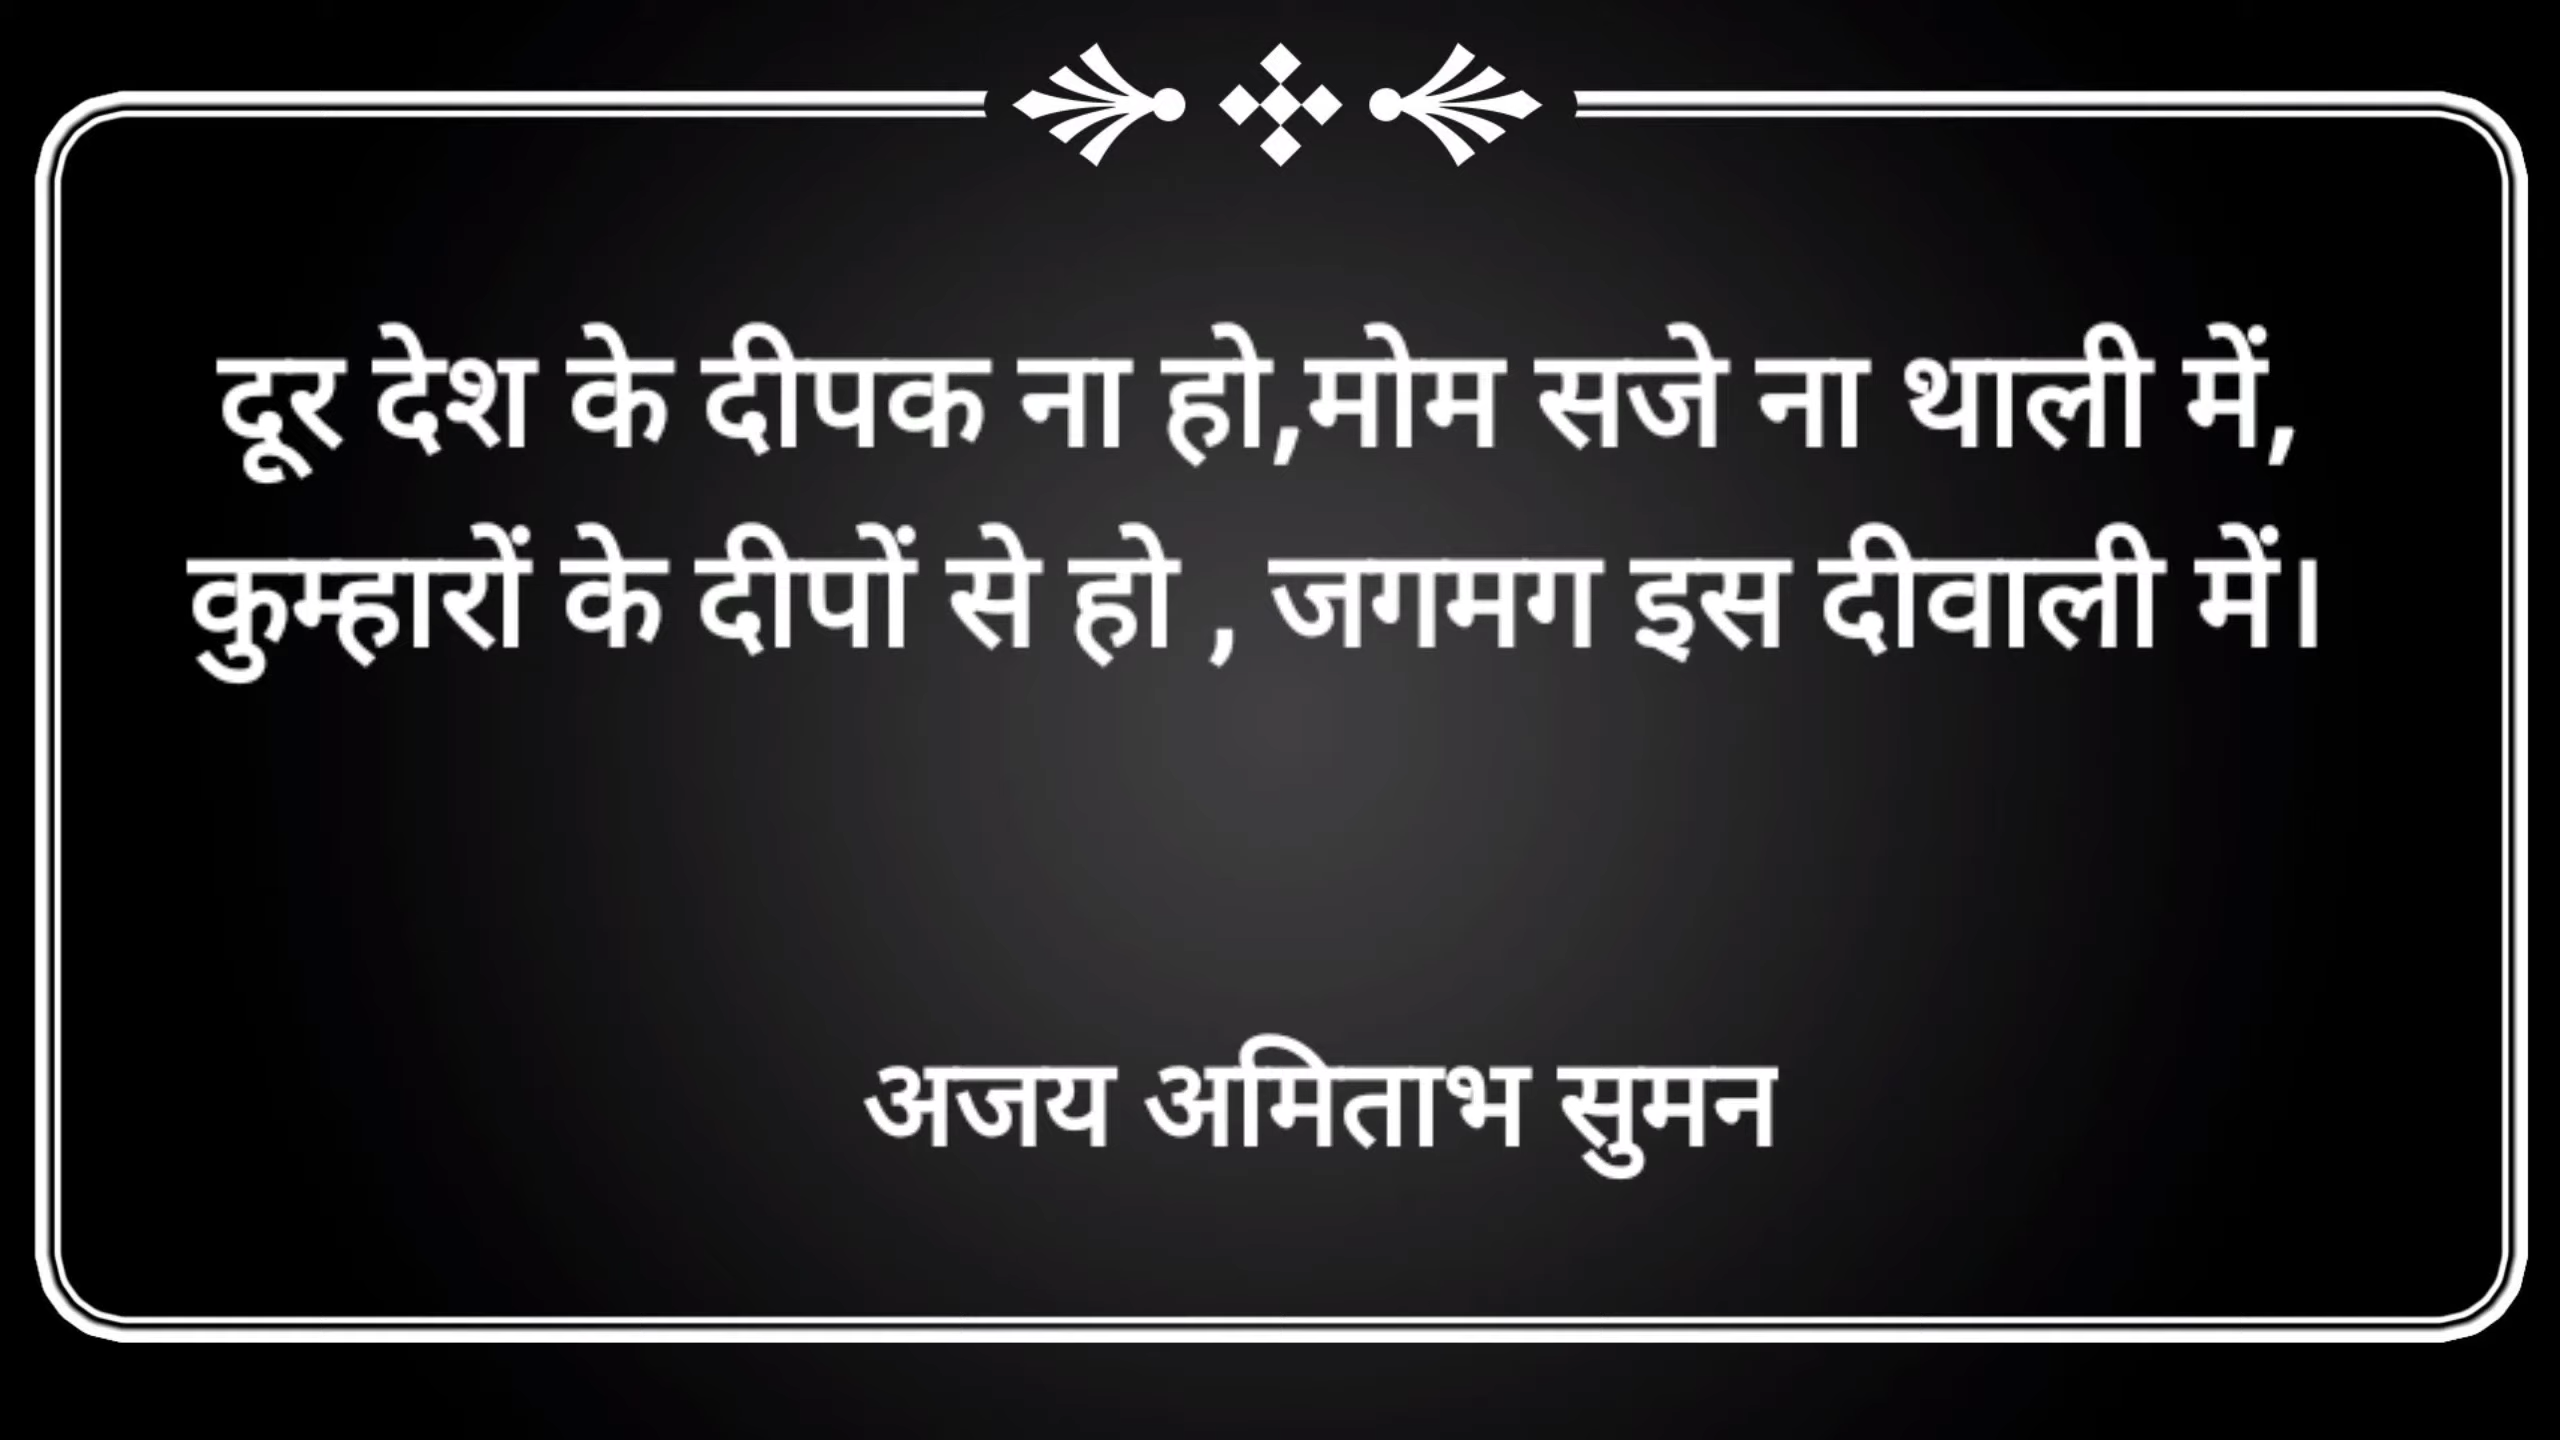 दूर देश के दीपक ना हो,मोम सजे ना थाली में,
कुम्हारों के दीपों से हो , जगमग इस दीवाली में।
अजय अमिताभ सुमन